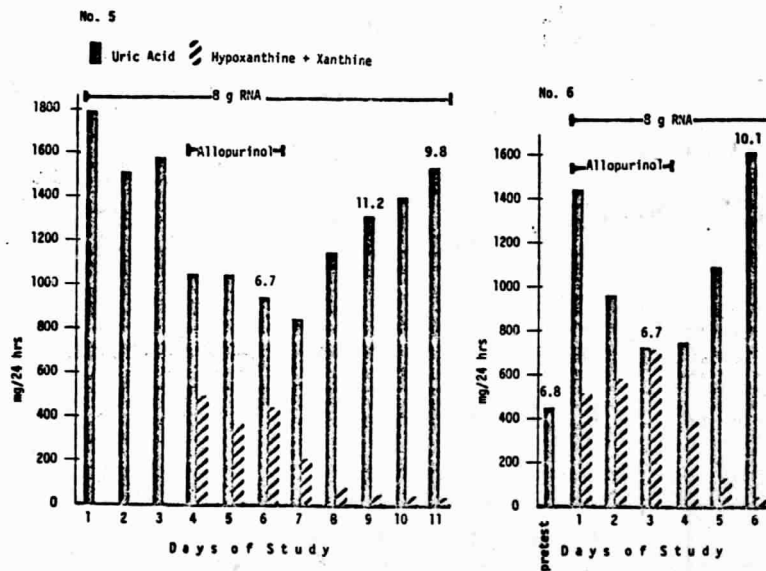 No. 5
Uric Acid Hypoxanthine + Xanthine
8 g RNA
Allopurinol
1800
1600
1400
1200
1000
800
600
400
200
0
mg/24 hrs
6.7
11.2
9.8
1 2 3 4 5 6 7 8 9 10 11
Days of Study
No. 6
8 g RNA
Allopurinol
1600
1400
1200
1000
800
600
400
200
0
mg/24 hrs
6.8
6.7
10.1
pretest 1 2 3 4 5 6
Days of Study